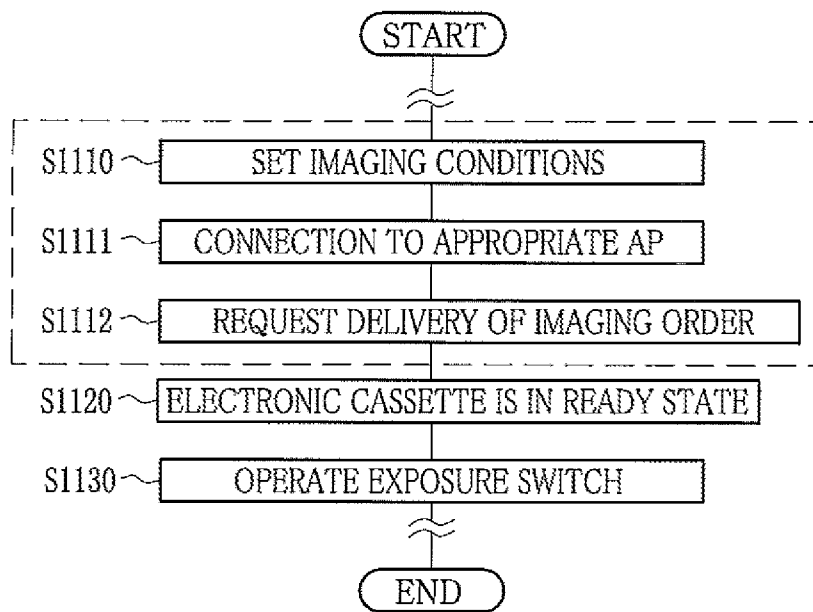 START
S1110 SET IMAGING CONDITIONS
S1111 CONNECTION TO APPROPRIATE AP
S1112 REQUEST DELIVERY OF IMAGING ORDER
S1120 ELECTRONIC CASSETTE IS IN READY STATE
S1130 OPERATE EXPOSURE SWITCH
END